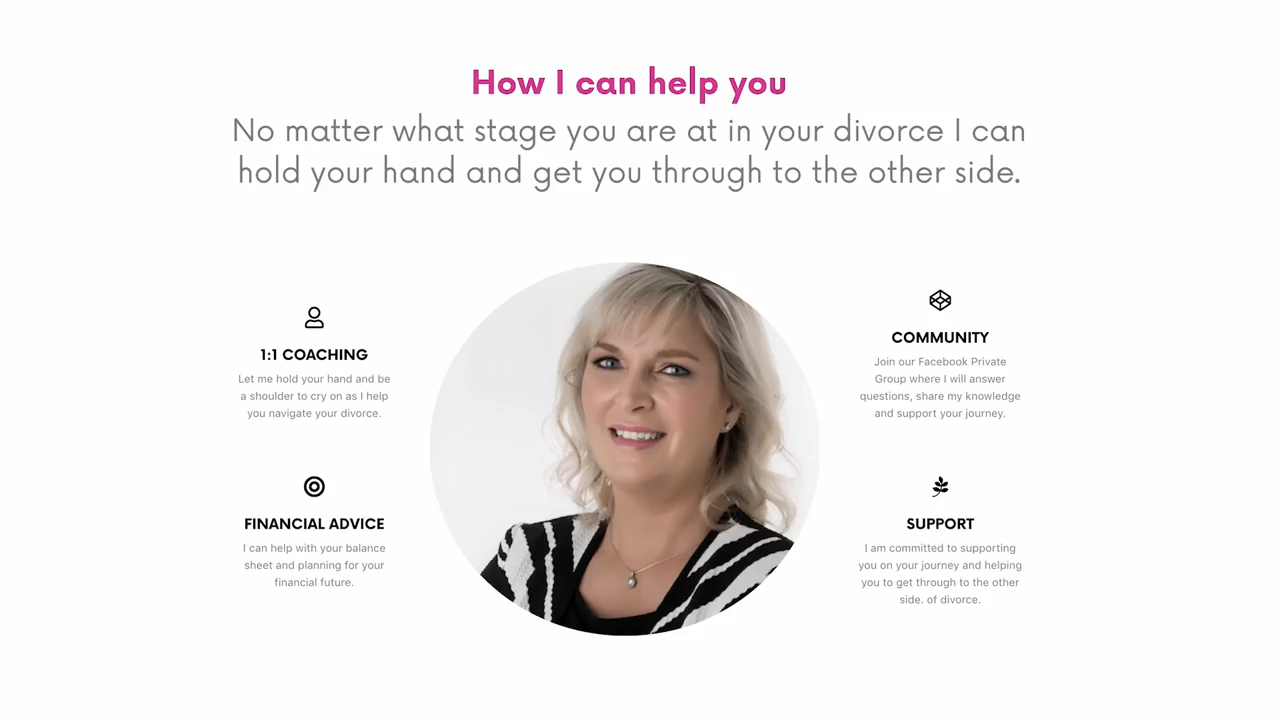 How I can help you
No matter what stage you are at in your divorce I can
hold your hand and get you through to the other side.
1:1 COACHING
Let me hold your hand and be
a shoulder to cry on as I help
you navigate your divorce.
FINANCIAL ADVICE
I can help with your balance
sheet and planning for your
financial future.
COMMUNITY
Join our Facebook Private
Group where I will answer
questions, share my knowledge
and support your journey.
SUPPORT
I am committed to supporting
you on your journey and helping
you to get through to the other
side. of divorce.